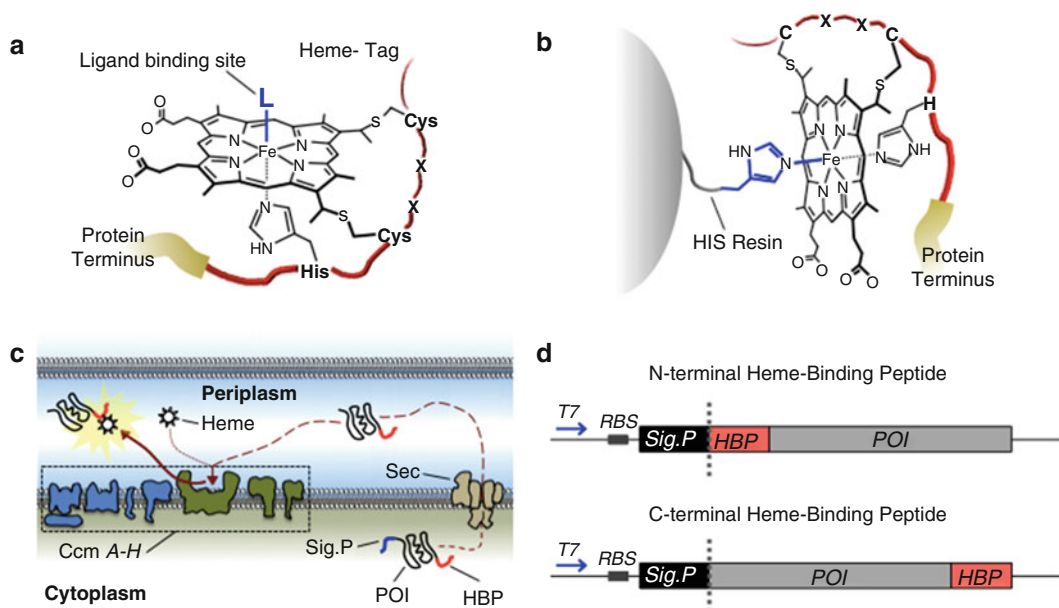 a
Ligand binding site
Heme- Tag
L
O
O
O
O
N
N
N
N
Fe
S
Cys
X
X
S
Cys
N
HN
His
Protein
Terminus
b
C
X
X
C
S
S
H
HN
N
N
N
N
N
Fe
N
NH
HIS Resin
O
O
O
O
Protein
Terminus
c
Periplasm
Heme
Sec
Ccm A-H
Sig.P
POI
HBP
Cytoplasm
d
N-terminal Heme-Binding Peptide
T7
RBS
Sig.P
HBP
POI
C-terminal Heme-Binding Peptide
T7
RBS
Sig.P
POI
HBP